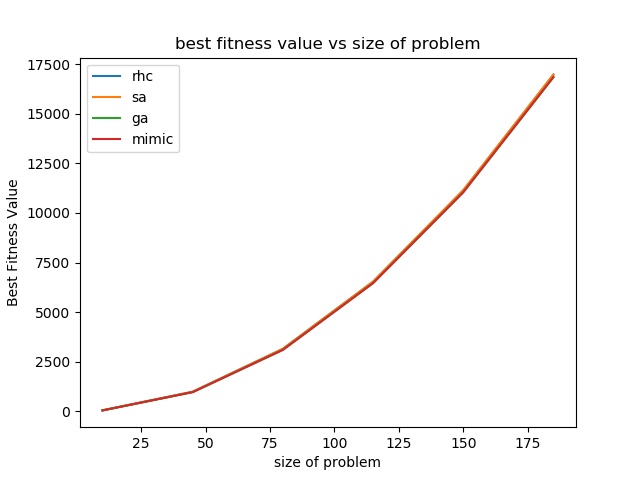 best fitness value vs size of problem
17500
15000
12500
10000
7500
5000
2500
0
Best Fitness Value
rhc
sa
ga
mimic
25
50
75
100
125
150
175
size of problem